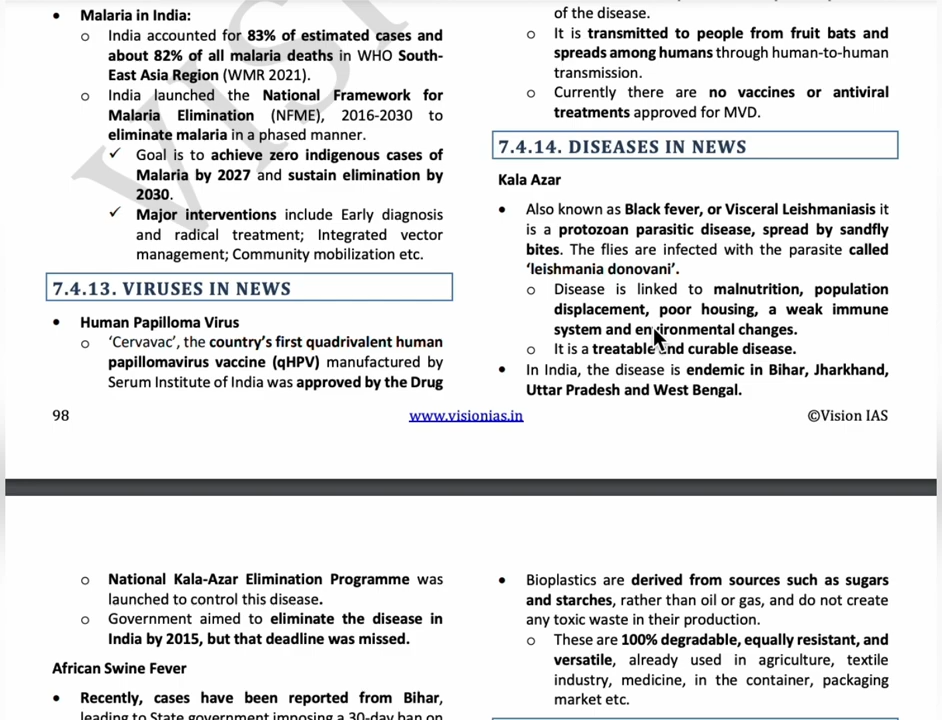 • Malaria in India:
o India accounted for 83% of estimated cases and
about 82% of all malaria deaths in WHO South-
East Asia Region (WMR 2021).
o India launched the National Framework for
Malaria Elimination (NFME), 2016-2030 to
eliminate malaria in a phased manner.
✓ Goal is to achieve zero indigenous cases of
Malaria by 2027 and sustain elimination by
2030.
✓ Major interventions include Early diagnosis
and radical treatment; Integrated vector
management; Community mobilization etc.
7.4.13. VIRUSES IN NEWS
• Human Papilloma Virus
o ‘Cervavac’, the country’s first quadrivalent human
papillomavirus vaccine (qHPV) manufactured by
Serum Institute of India was approved by the Drug
of the disease.
o It is transmitted to people from fruit bats and
spreads among humans through human-to-human
transmission.
o Currently there are no vaccines or antiviral
treatments approved for MVD.
7.4.14. DISEASES IN NEWS
Kala Azar
• Also known as Black fever, or Visceral Leishmaniasis it
is a protozoan parasitic disease, spread by sandfly
bites. The flies are infected with the parasite called
‘leishmania donovani’.
o Disease is linked to malnutrition, population
displacement, poor housing, a weak immune
system and environmental changes.
o It is a treatable and curable disease.
• In India, the disease is endemic in Bihar, Jharkhand,
Uttar Pradesh and West Bengal.
98 www.visionias.in ©Vision IAS
o National Kala-Azar Elimination Programme was
launched to control this disease.
o Government aimed to eliminate the disease in
India by 2015, but that deadline was missed.
African Swine Fever
• Recently, cases have been reported from Bihar,
leading to State government imposing a 30-day ban on
• Bioplastics are derived from sources such as sugars
and starches, rather than oil or gas, and do not create
any toxic waste in their production.
o These are 100% degradable, equally resistant, and
versatile, already used in agriculture, textile
industry, medicine, in the container, packaging
market etc.